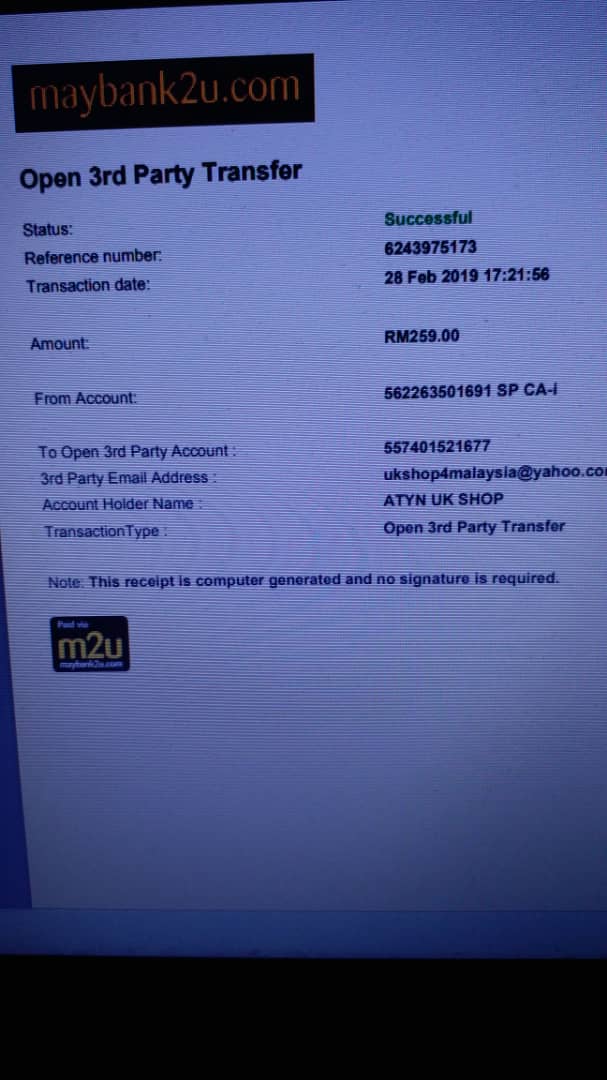 maybank2u.com
Open 3rd Party Transfer
Status: Successful
Reference number: 6243975173
Transaction date: 28 Feb 2019 17:21:56
Amount: RM259.00
From Account: 562263501691 SP CA-i
To Open 3rd Party Account : 557401521677
3rd Party Email Address : ukshop4malaysia@yahoo.co
Account Holder Name : ATYN UK SHOP
TransactionType : Open 3rd Party Transfer
Note: This receipt is computer generated and no signature is required.
Paid via
m2u
maybank2u.com